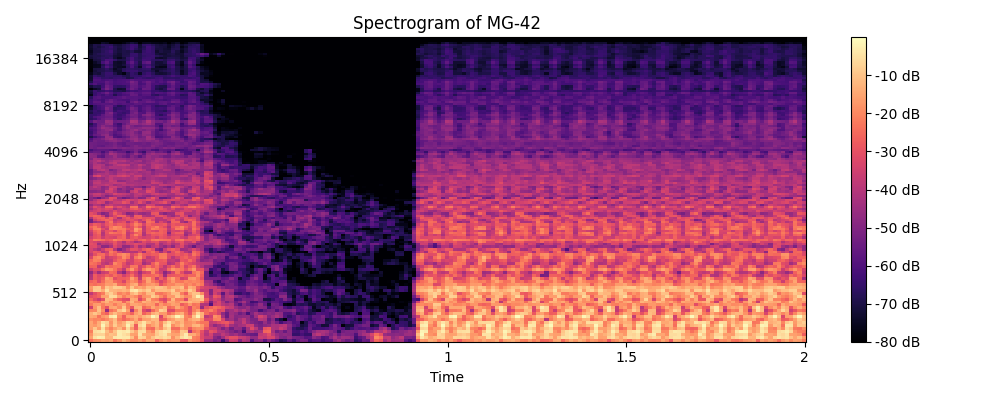 Spectrogram of MG-42
Hz
16384
8192
4096
2048
1024
512
0
0
0.5
1
1.5
2
Time
-10 dB
-20 dB
-30 dB
-40 dB
-50 dB
-60 dB
-70 dB
-80 dB